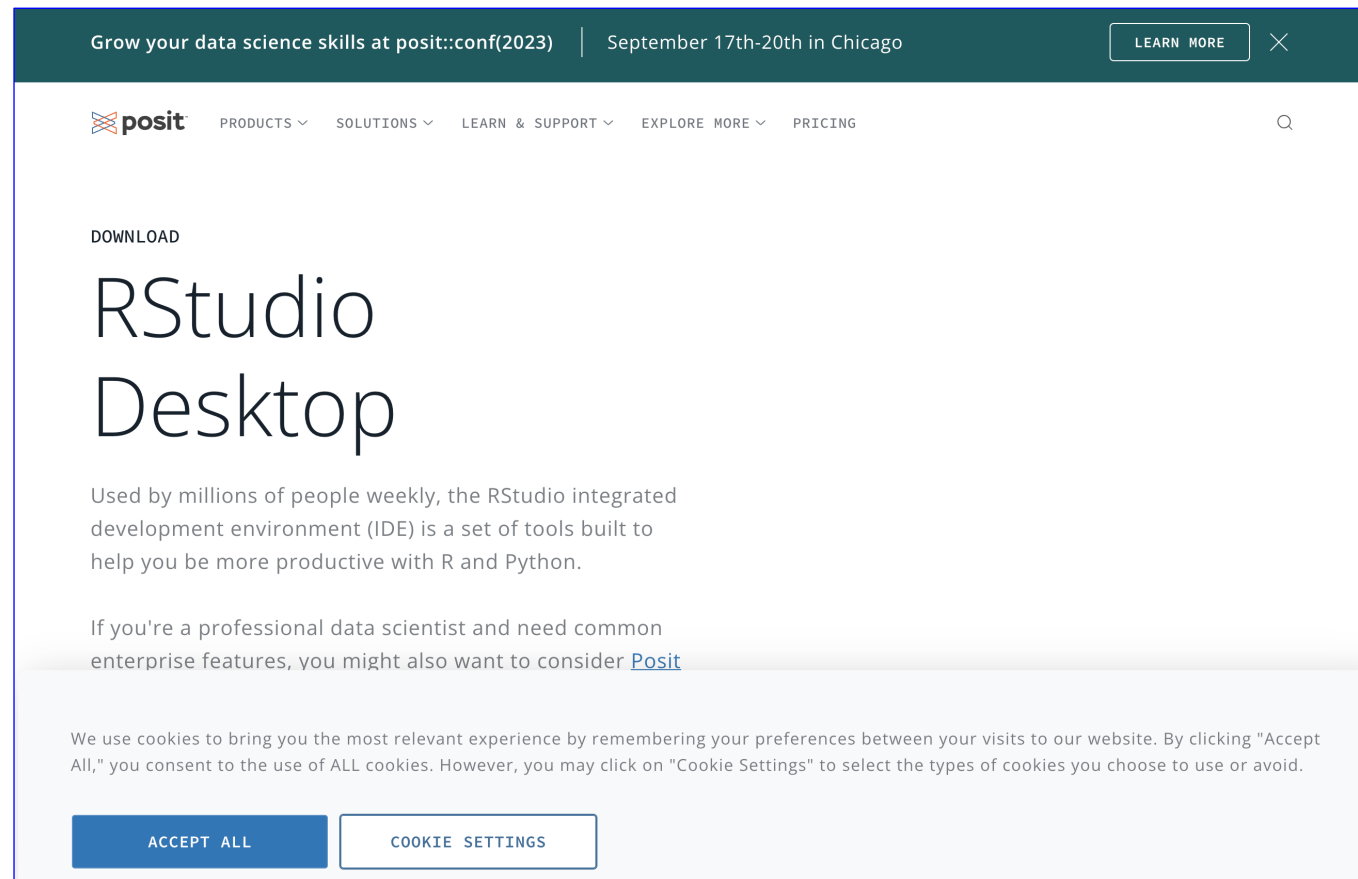 Grow your data science skills at posit::conf(2023) September 17th-20th in Chicago LEARN MORE
posit PRODUCTS SOLUTIONS LEARN & SUPPORT EXPLORE MORE PRICING
DOWNLOAD
RStudio
Desktop
Used by millions of people weekly, the RStudio integrated
development environment (IDE) is a set of tools built to
help you be more productive with R and Python.
If you're a professional data scientist and need common
enterprise features, you might also want to consider Posit
We use cookies to bring you the most relevant experience by remembering your preferences between your visits to our website. By clicking "Accept
All," you consent to the use of ALL cookies. However, you may click on "Cookie Settings" to select the types of cookies you choose to use or avoid.
ACCEPT ALL COOKIE SETTINGS